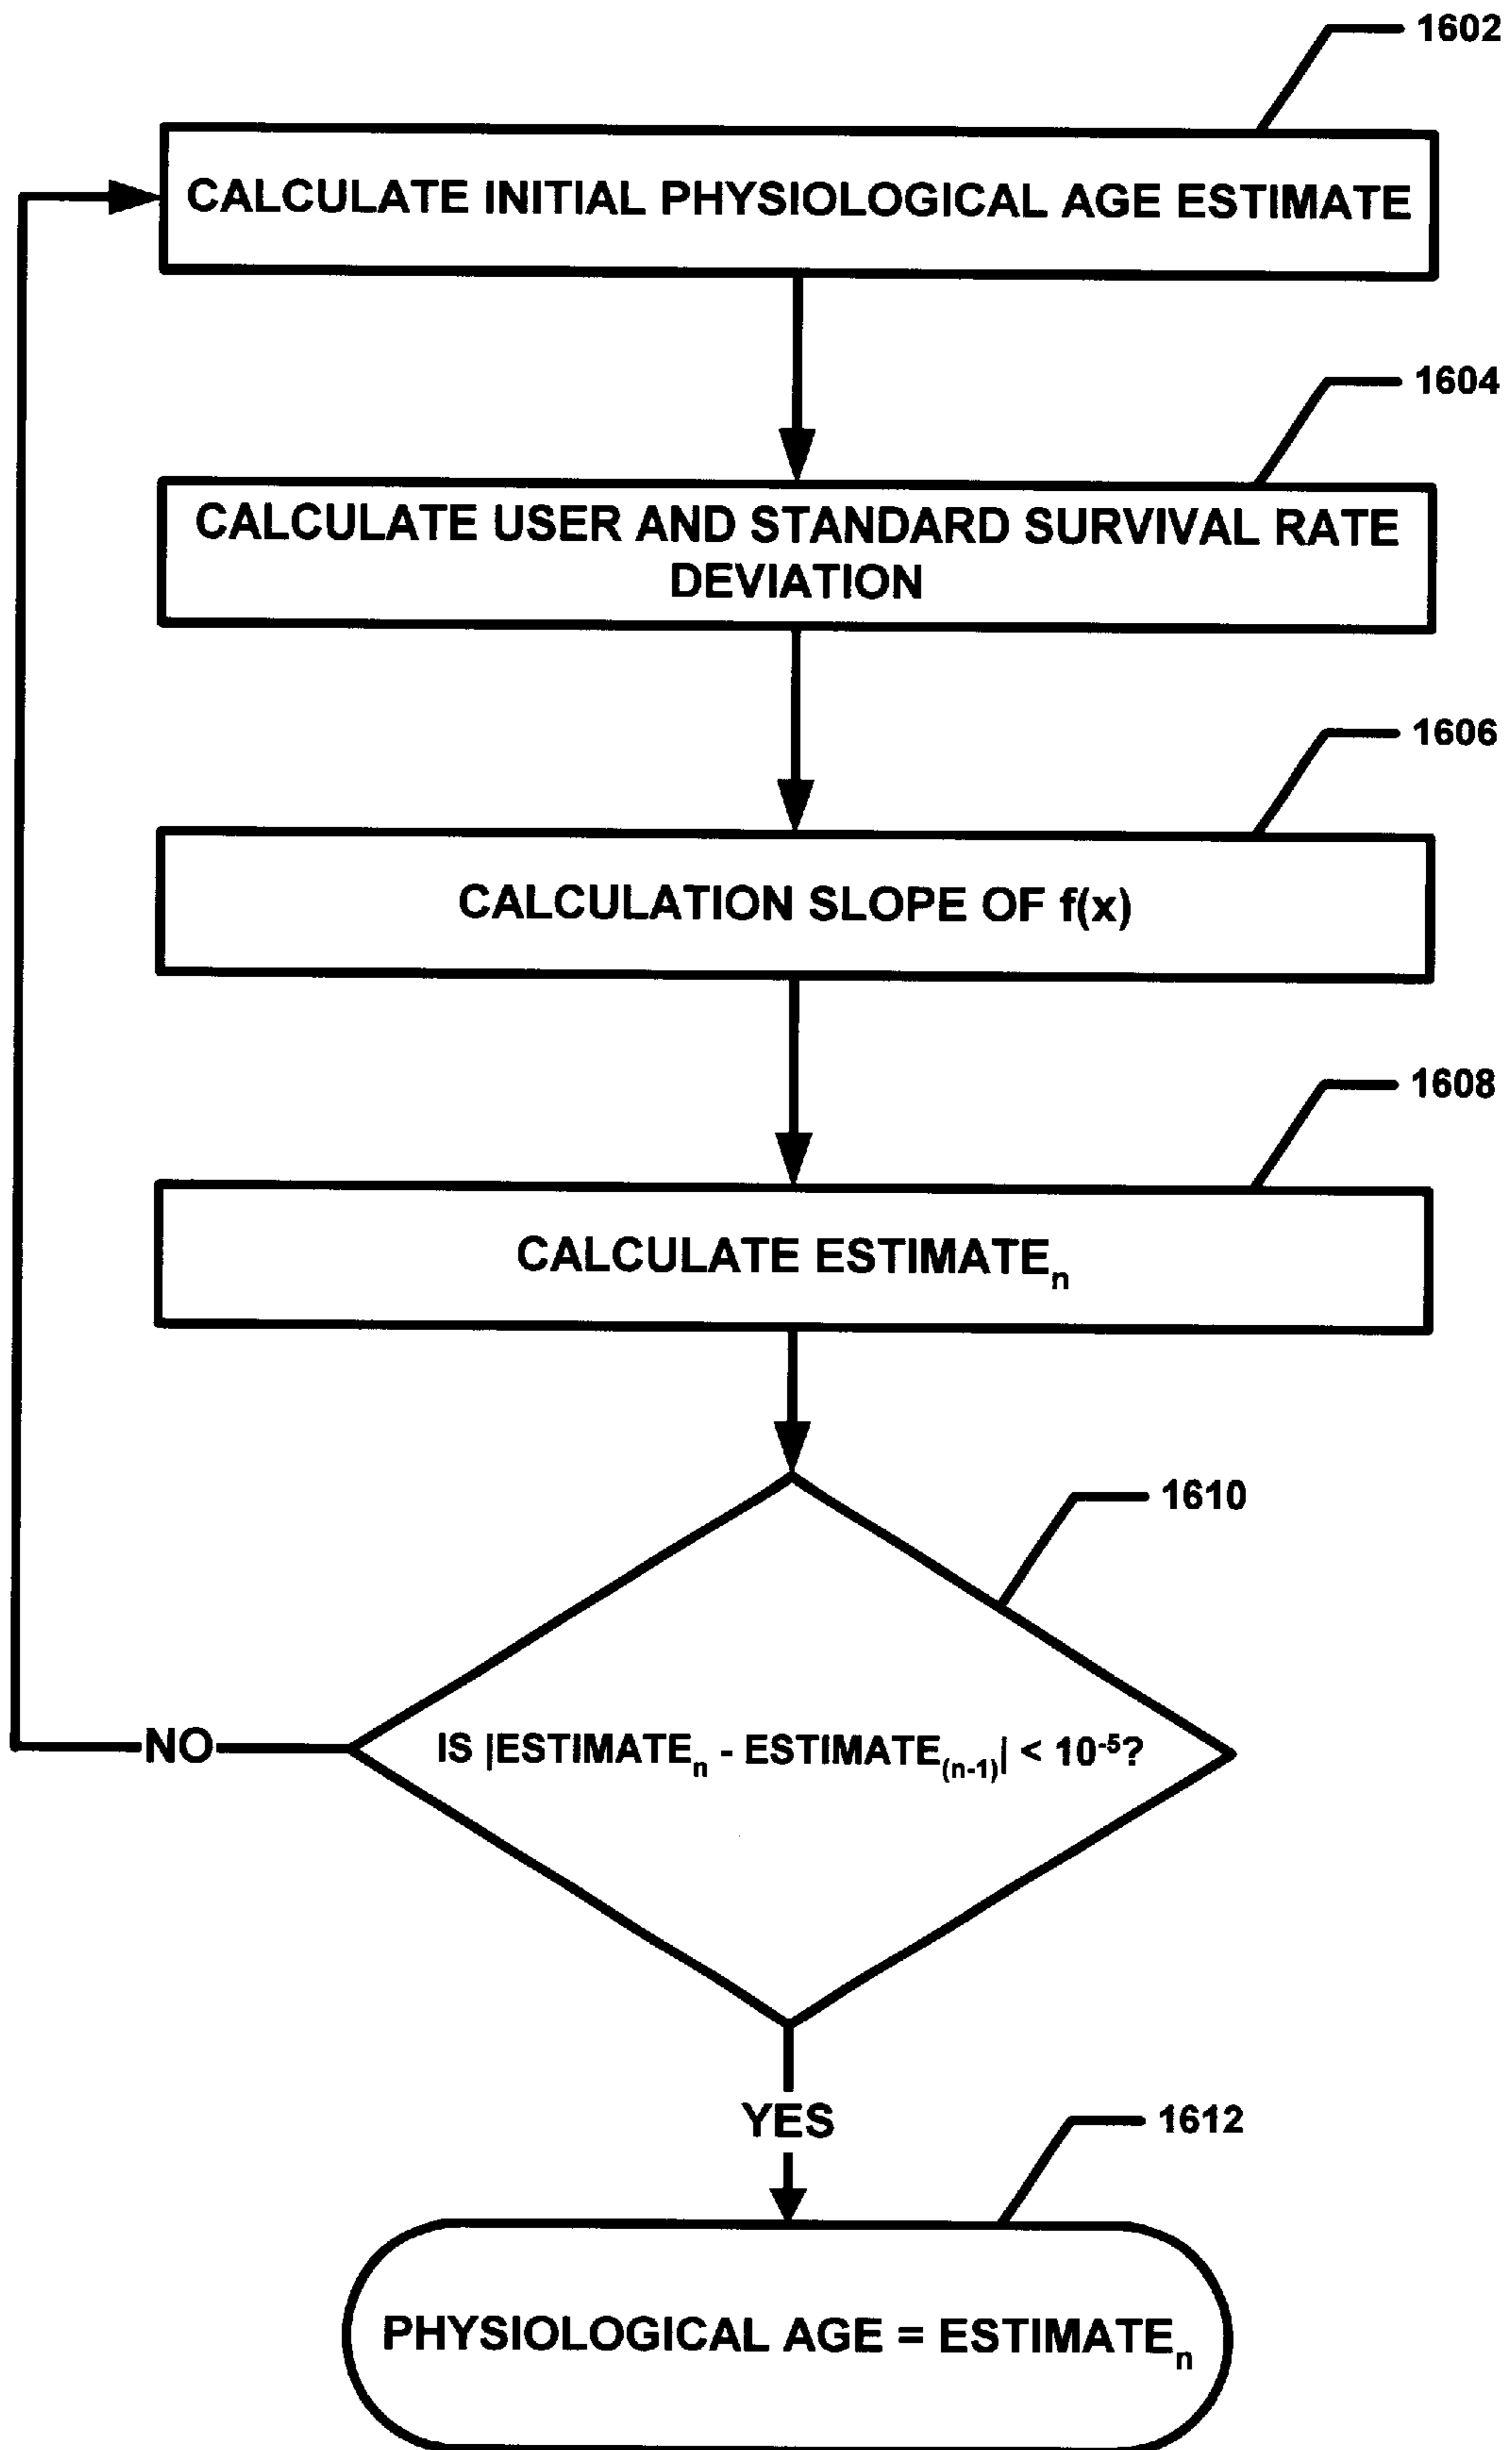 1602
CALCULATE INITIAL PHYSIOLOGICAL AGE ESTIMATE
1604
CALCULATE USER AND STANDARD SURVIVAL RATE
DEVIATION
1606
CALCULATION SLOPE OF f(x)
1608
CALCULATE ESTIMATEₙ
1610
IS |ESTIMATEₙ - ESTIMATE₍ₙ₋₁₎| < 10⁻⁵?
NO
YES
1612
PHYSIOLOGICAL AGE = ESTIMATEₙ